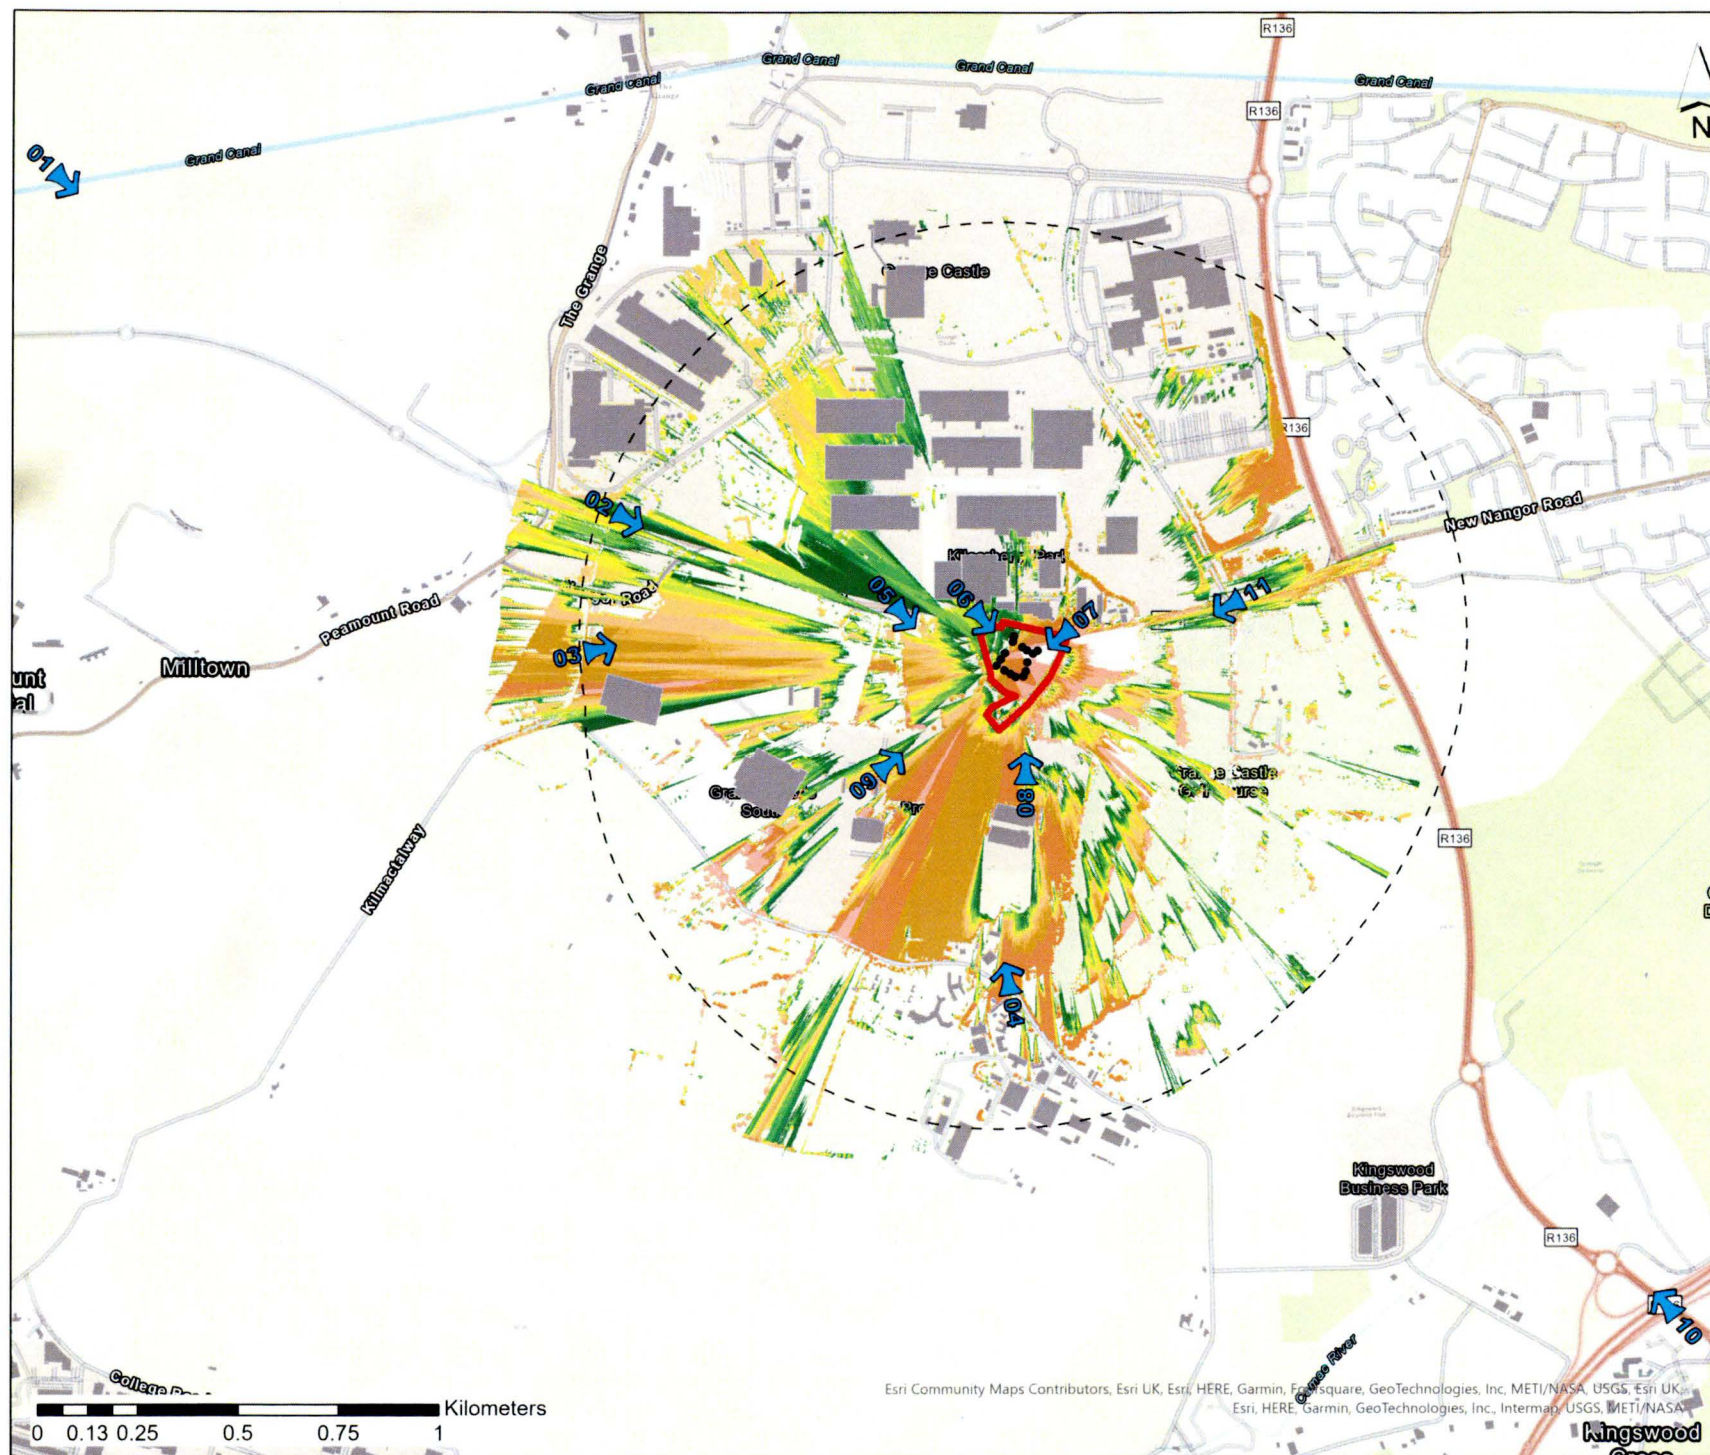 R136
Grand Canal
Grand Canal
Grand Canal
Grand Canal
R136
N
Grand Canal
01
The Grange
R136
02
New Nangor Road
05
06
07
11
Road
Peamount Road
03
Milltown
09
08
R136
Kilmactalway
04
Kingswood
Business Park
R136
10
College
Camac River
Esri Community Maps Contributors, Esri UK, Esri, HERE, Garmin, Foursquare, GeoTechnologies, Inc, METI/NASA, USGS, Esri UK,
Esri, HERE, Garmin, GeoTechnologies, Inc., Intermap, USGS, METI/NASA
Kilometers
0 0.13 0.25 0.5 0.75 1
Kingswood